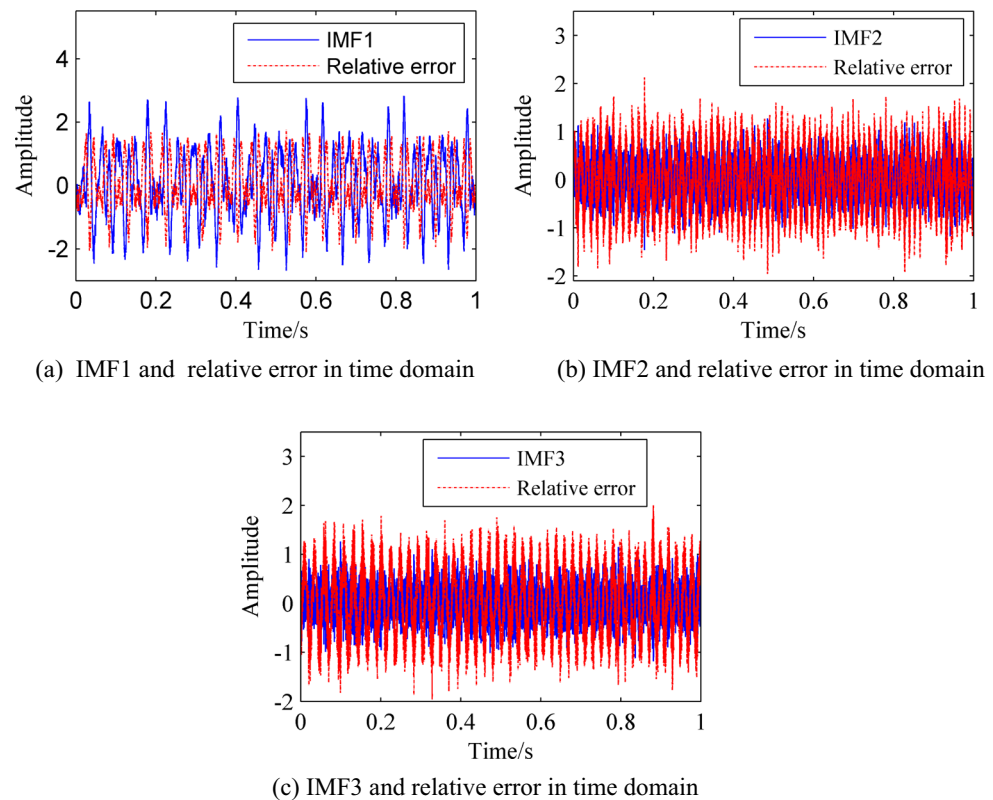 IMF1
Relative error
4
2
0
-2
Amplitude
0
0.2
0.4
0.6
0.8
1
Time/s
(a) IMF1 and relative error in time domain
IMF2
Relative error
3
2
1
0
-1
-2
Amplitude
0
0.2
0.4
0.6
0.8
1
Time/s
(b) IMF2 and relative error in time domain
IMF3
Relative error
3
2
1
0
-1
-2
Amplitude
0
0.2
0.4
0.6
0.8
1
Time/s
(c) IMF3 and relative error in time domain